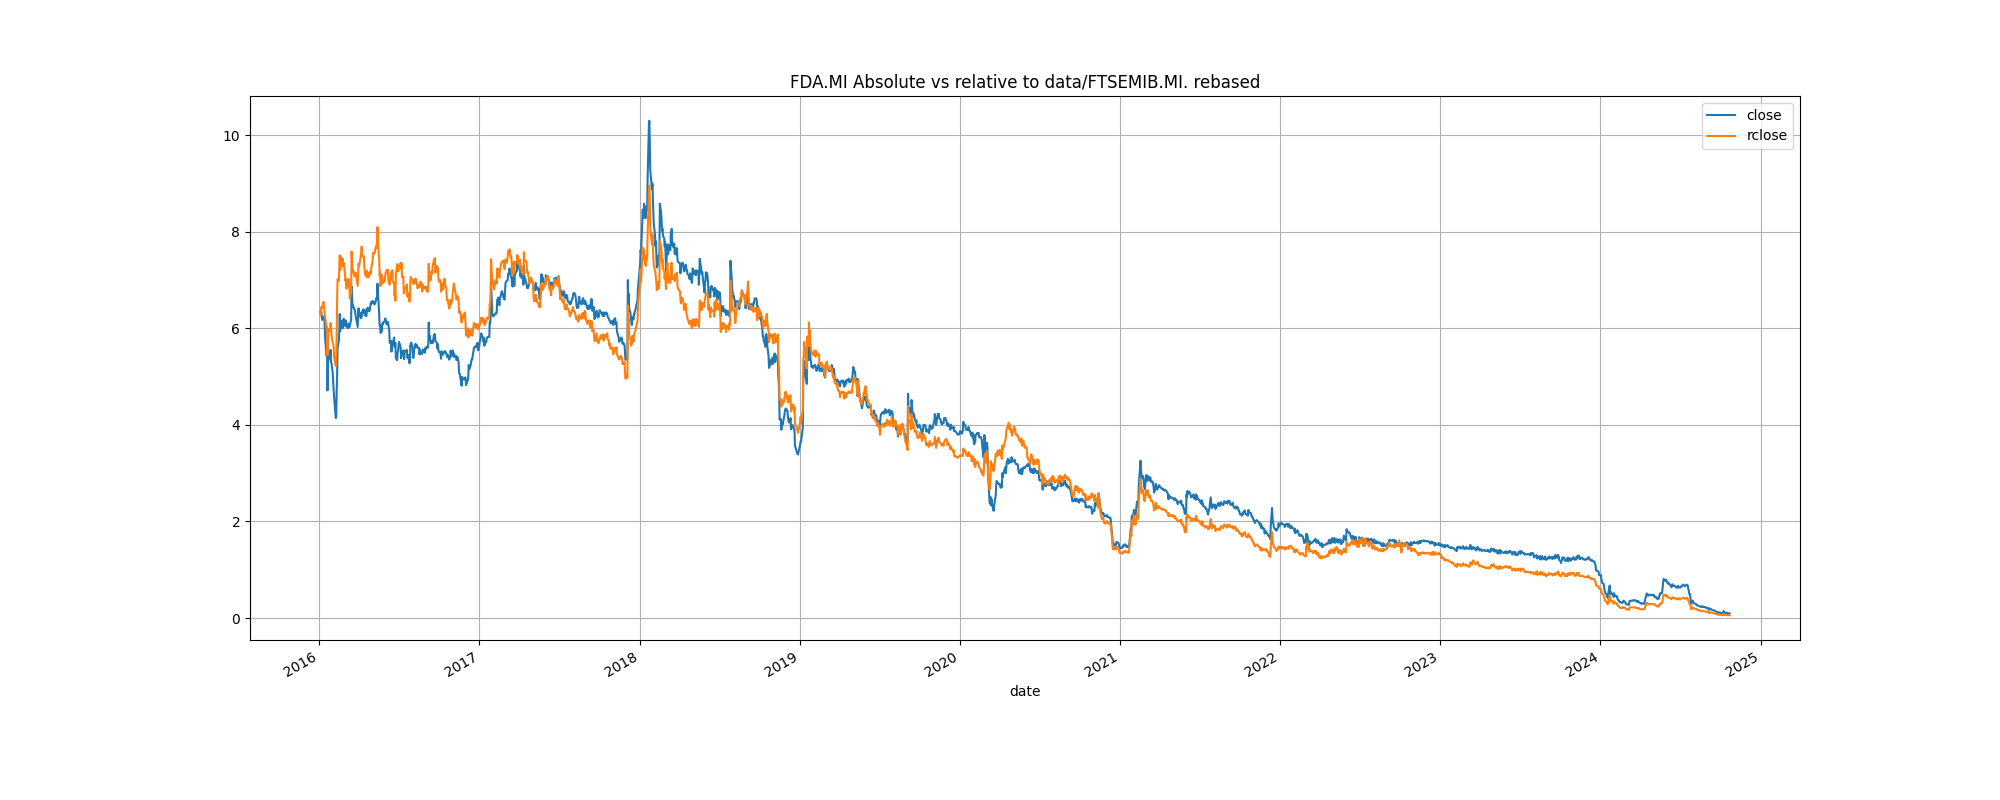 FDA.MI Absolute vs relative to data/FTSEMIB.MI. rebased
close
rclose
10
8
6
4
2
0
2016 2017 2018 2019 2020 2021 2022 2023 2024 2025
date